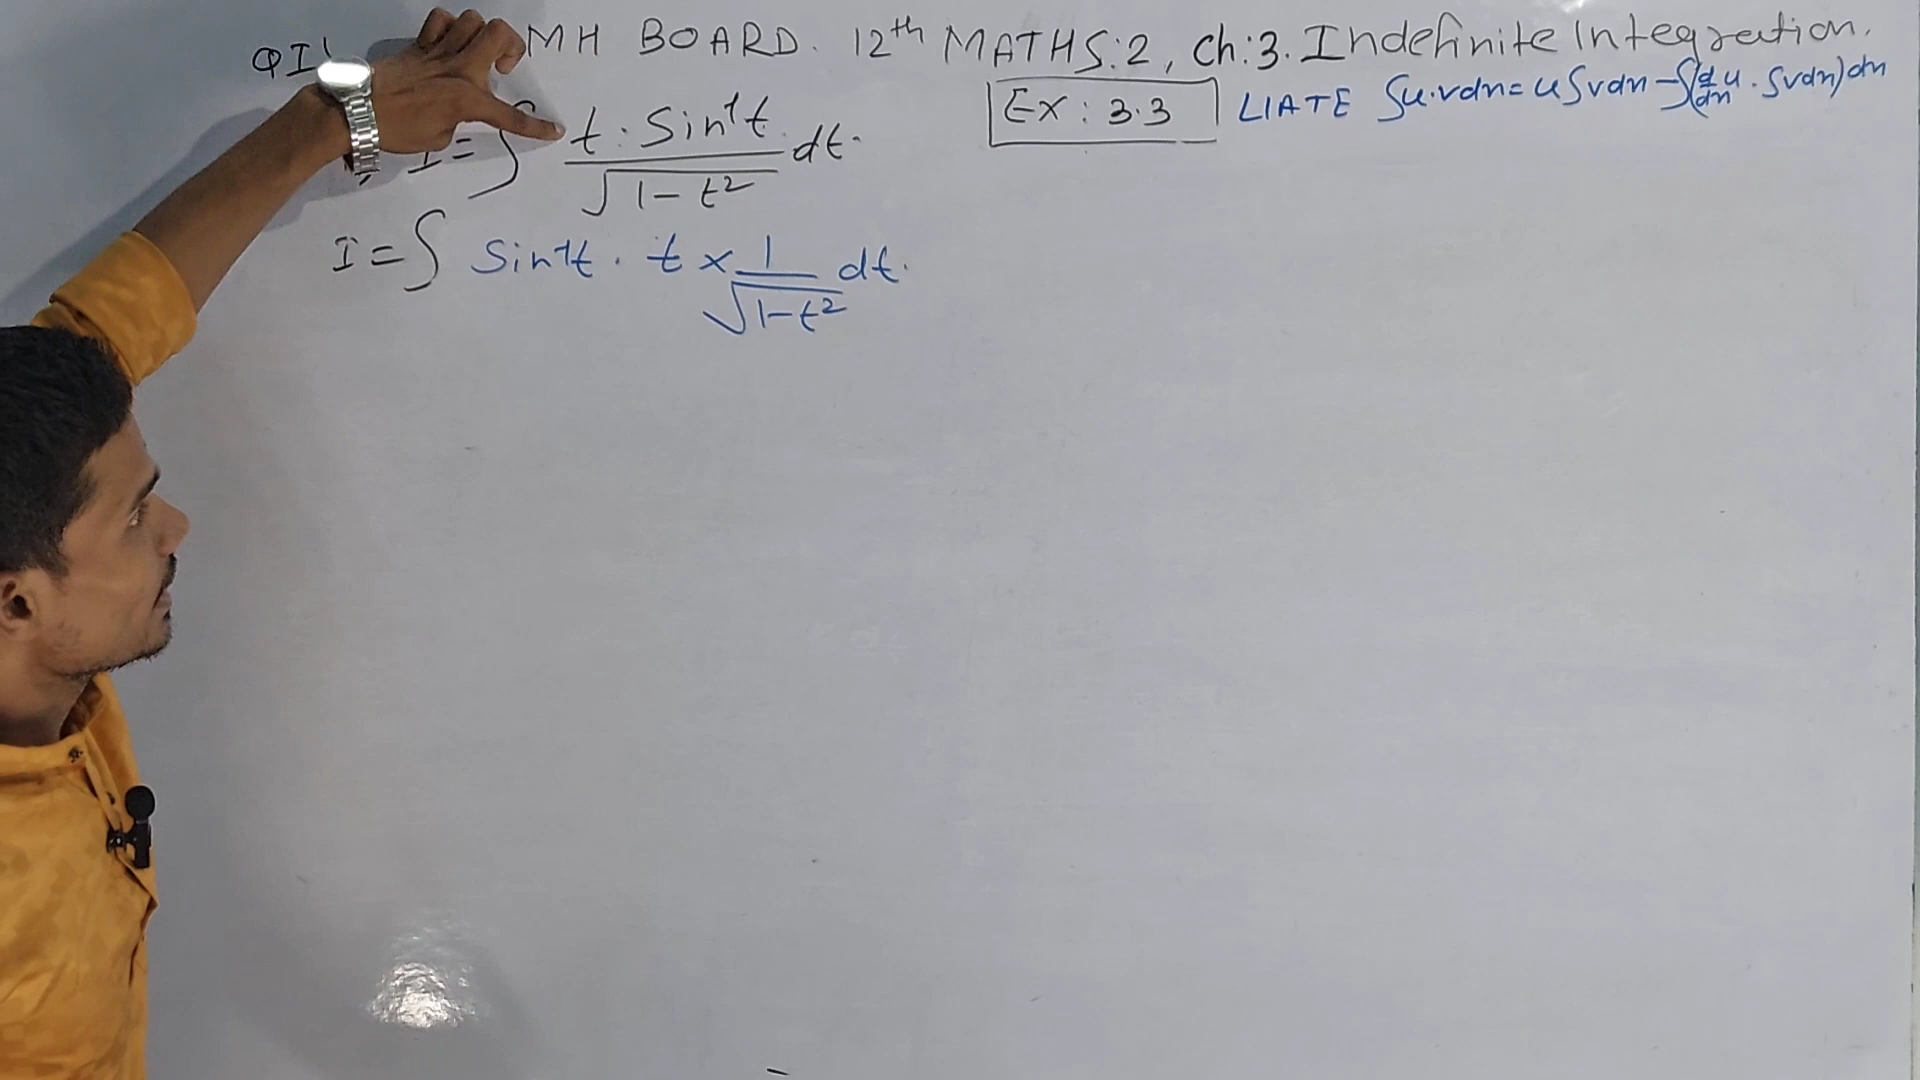 QI MH BOARD. 12th MATHS:2, Ch:3. Indefinite Integration.
Ex: 3.3 LIATE ∫u.vdn = u∫vdn - ∫(d/dn u . ∫vdn) dn
I = ∫ t . Sin⁻¹t / √(1-t²) dt.
I = ∫ Sin⁻¹t . t × 1/√(1-t²) dt.